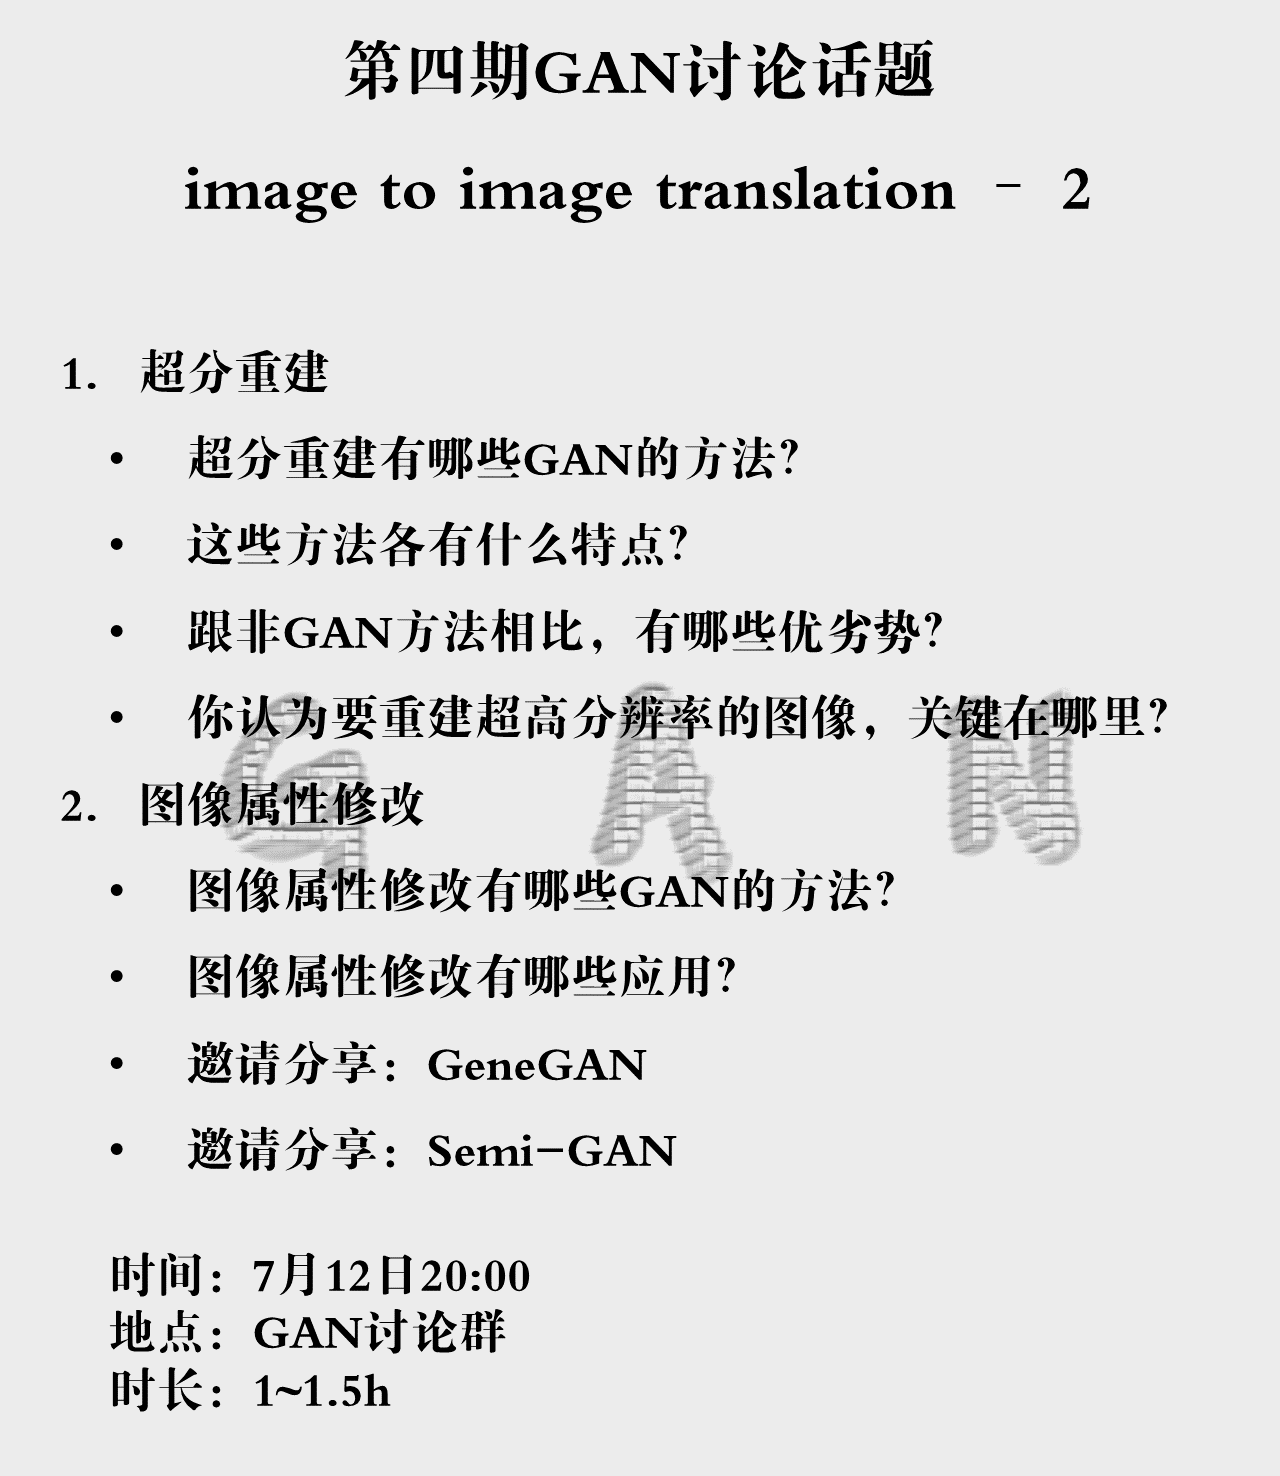 第四期GAN讨论话题
image to image translation - 2
1. 超分重建
• 超分重建有哪些GAN的方法？
• 这些方法各有什么特点？
• 跟非GAN方法相比，有哪些优劣势？
• 你认为要重建超高分辨率的图像，关键在哪里？
GAN
2. 图像属性修改
• 图像属性修改有哪些GAN的方法？
• 图像属性修改有哪些应用？
• 邀请分享：GeneGAN
• 邀请分享：Semi-GAN
时间：7月12日20:00
地点：GAN讨论群
时长：1~1.5h